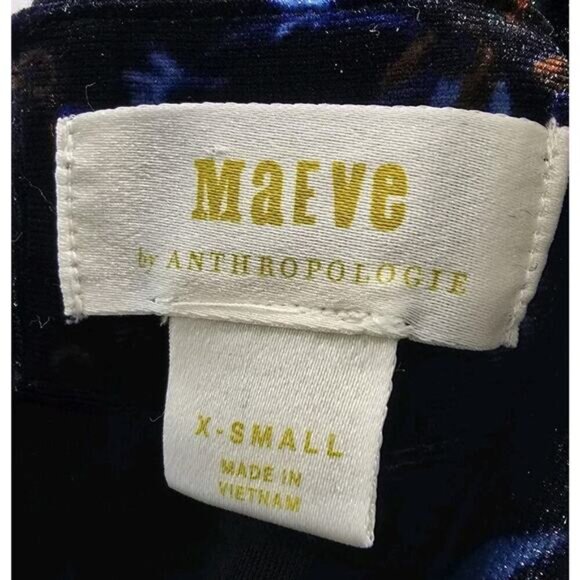 MaEVe
by ANTHROPOLOGIE
X-SMALL
MADE IN
VIETNAM